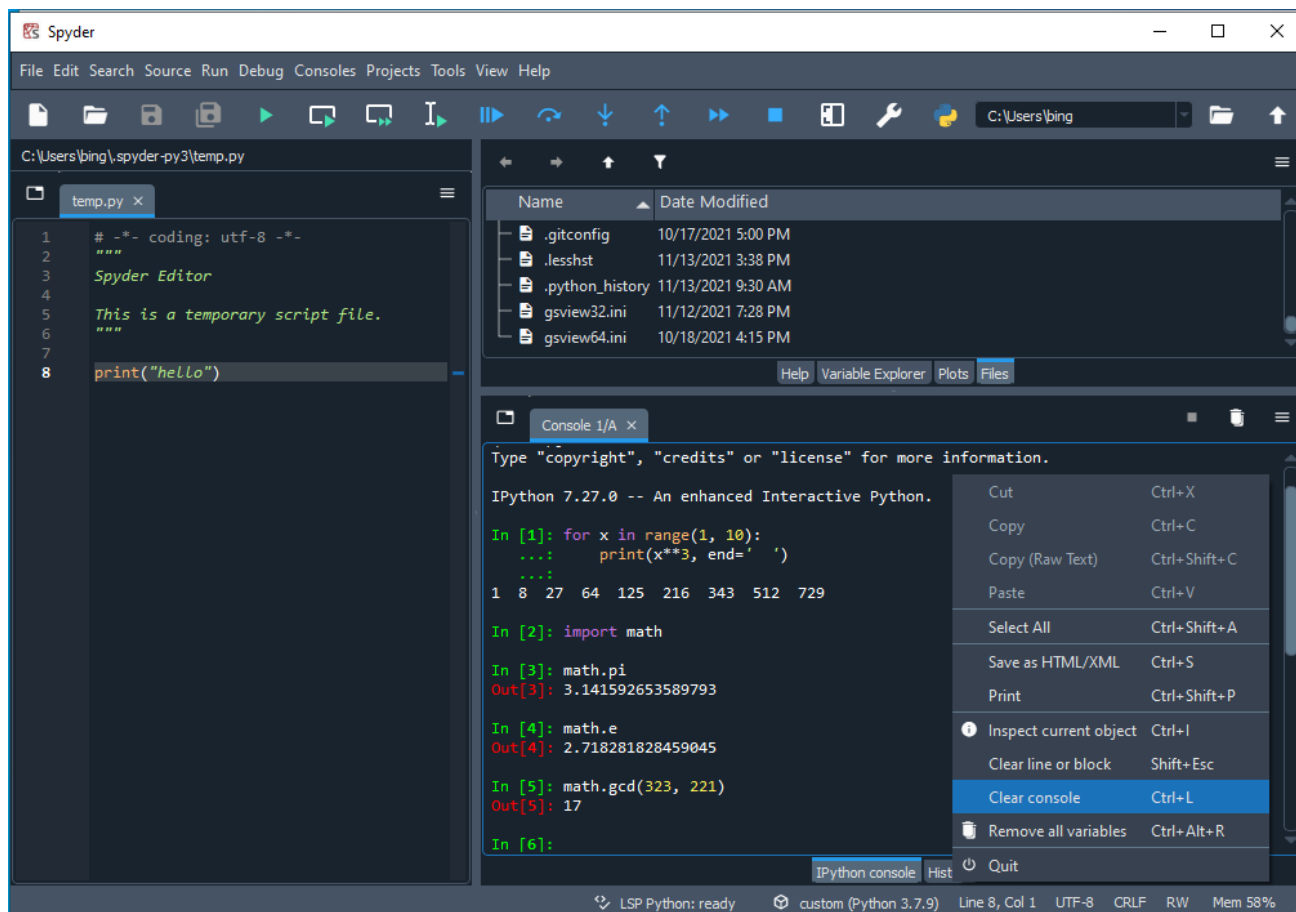 Spyder
File Edit Search Source Run Debug Consoles Projects Tools View Help
C:\Users\bing
C:\Users\bing\.spyder-py3\temp.py
temp.py
1 # -*- coding: utf-8 -*-
2 """
3 Spyder Editor
4
5 This is a temporary script file.
6 """
7
8 print("hello")
Name Date Modified
.gitconfig 10/17/2021 5:00 PM
.lesshst 11/13/2021 3:38 PM
.python_history 11/13/2021 9:30 AM
gsview32.ini 11/12/2021 7:28 PM
gsview64.ini 10/18/2021 4:15 PM
Help Variable Explorer Plots Files
Console 1/A
Type "copyright", "credits" or "license" for more information.
IPython 7.27.0 -- An enhanced Interactive Python.
In [1]: for x in range(1, 10):
...: print(x**3, end='  ')
...:
1 8 27 64 125 216 343 512 729
In [2]: import math
In [3]: math.pi
Out[3]: 3.141592653589793
In [4]: math.e
Out[4]: 2.718281828459045
In [5]: math.gcd(323, 221)
Out[5]: 17
In [6]:
Cut Ctrl+X
Copy Ctrl+C
Copy (Raw Text) Ctrl+Shift+C
Paste Ctrl+V
Select All Ctrl+Shift+A
Save as HTML/XML Ctrl+S
Print Ctrl+Shift+P
Inspect current object Ctrl+I
Clear line or block Shift+Esc
Clear console Ctrl+L
Remove all variables Ctrl+Alt+R
Quit
IPython console Hist
LSP Python: ready custom (Python 3.7.9) Line 8, Col 1 UTF-8 CRLF RW Mem 58%